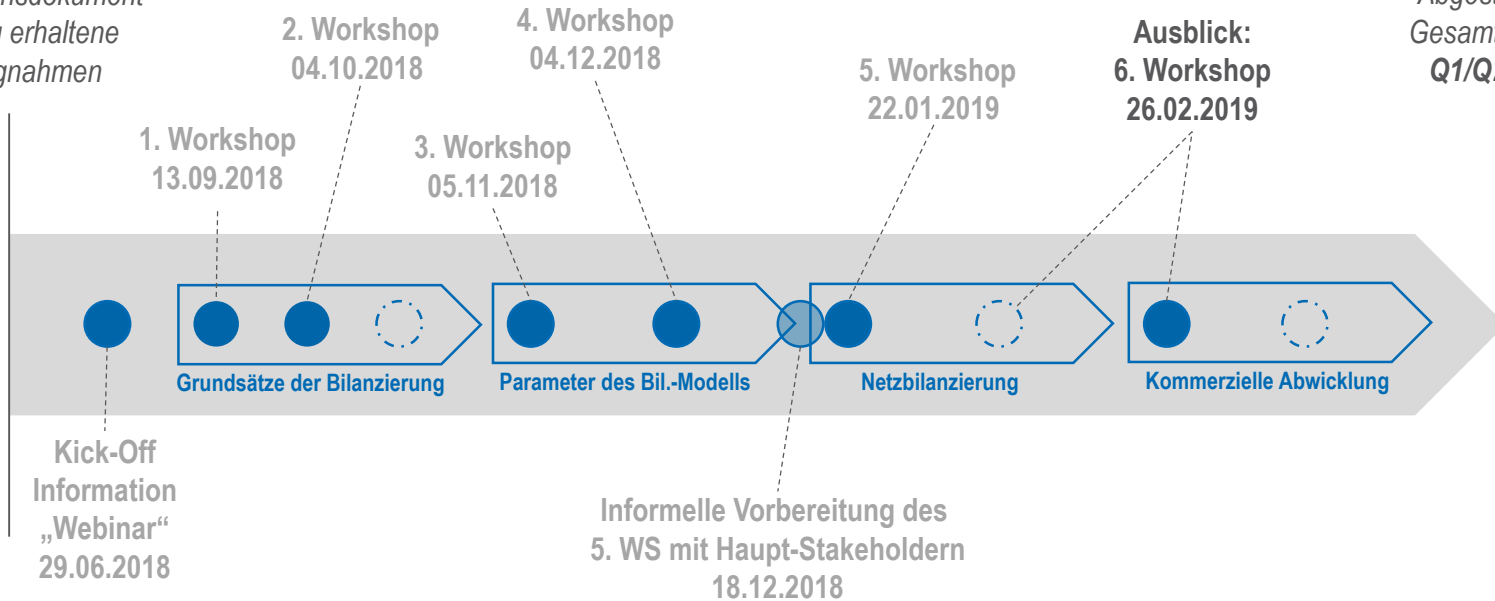 erhaltene
2. Workshop
04.10.2018
4. Workshop
04.12.2018
Ausblick:
6. Workshop
26.02.2019
5. Workshop
22.01.2019
1. Workshop
13.09.2018
3. Workshop
05.11.2018
Grundsätze der Bilanzierung
Parameter des Bil.-Modells
Netzbilanzierung
Kommerzielle Abwicklung
Kick-Off
Information
„Webinar“
29.06.2018
Informelle Vorbereitung des
5. WS mit Haupt-Stakeholdern
18.12.2018